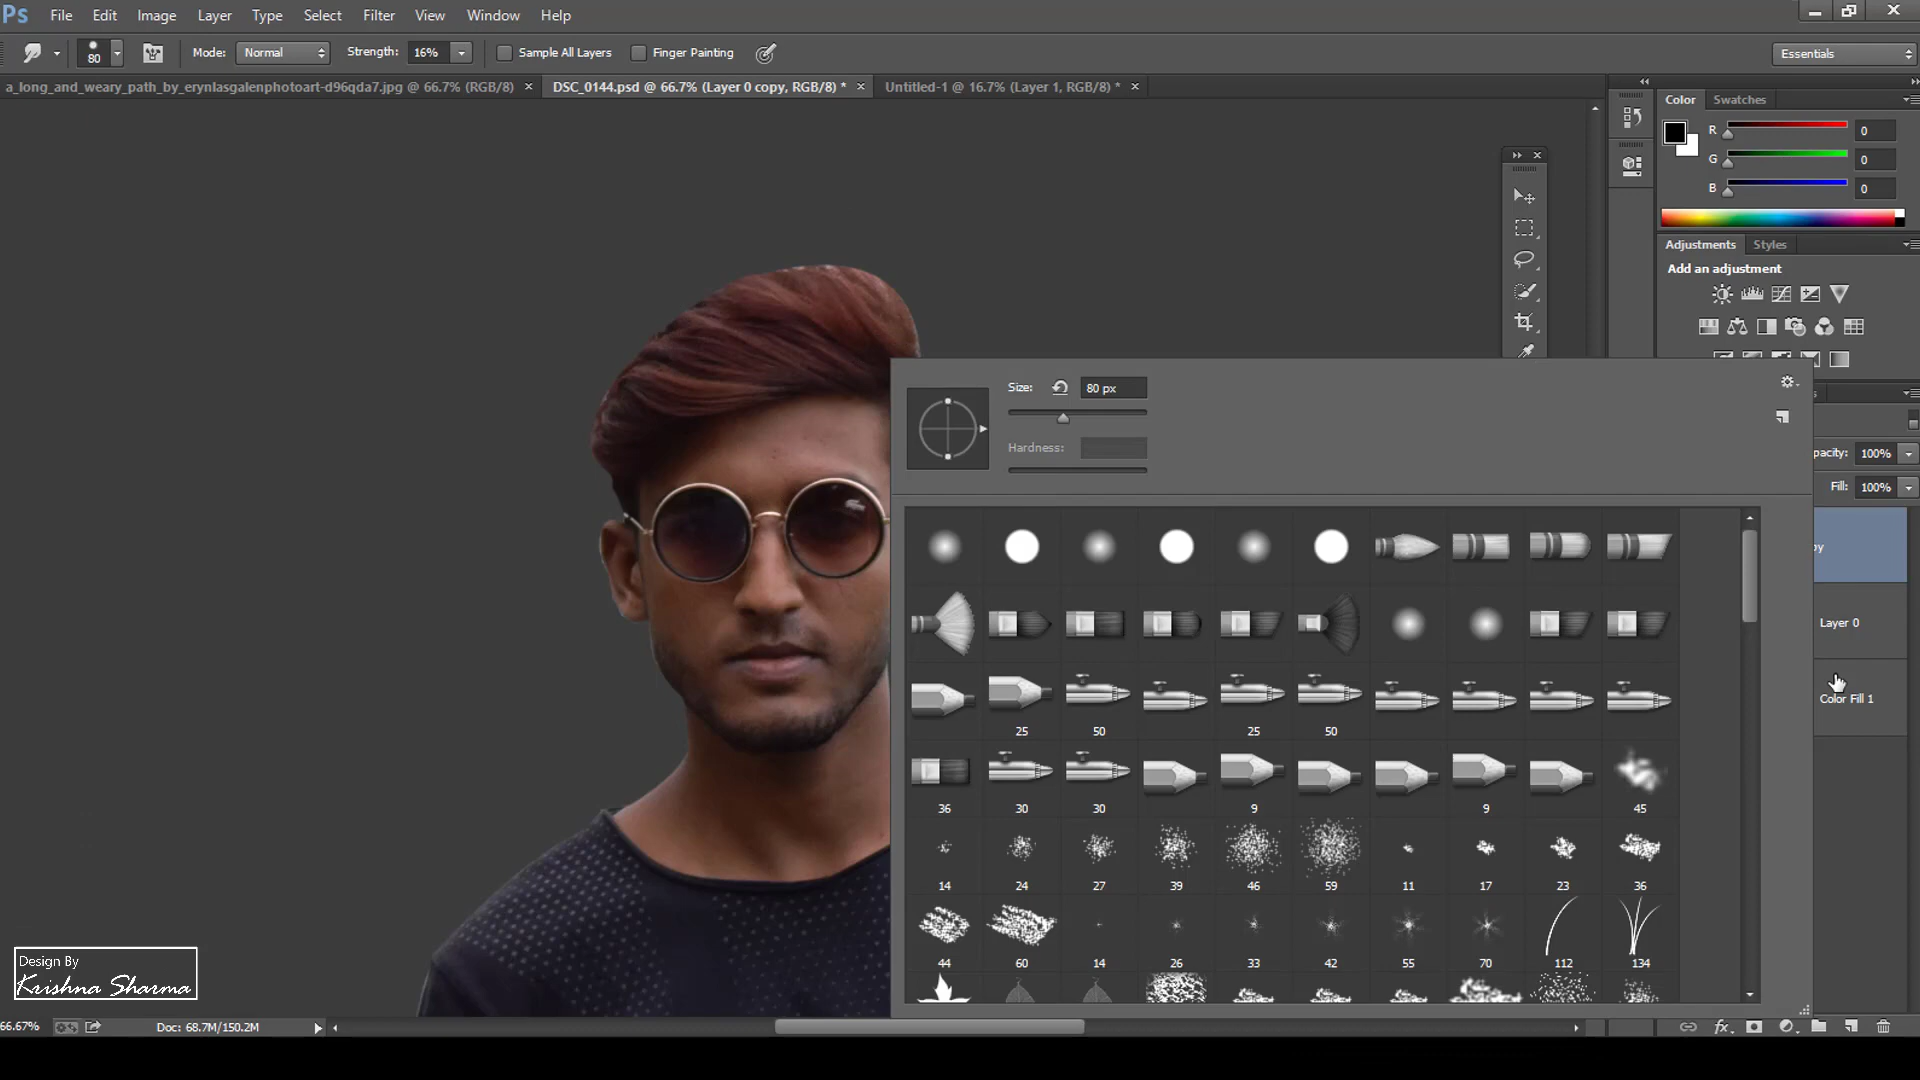 Ps File Edit Image Layer Type Select Filter View Window Help
80 Mode: Normal Strength: 16% Sample All Layers Finger Painting Essentials
a_long_and_weary_path_by_erynlasgalenphotoart-d96qda7.jpg @ 66.7% (RGB/8) × DSC_0144.psd @ 66.7% (Layer 0 copy, RGB/8) * × Untitled-1 @ 16.7% (Layer 1, RGB/8) * ×
Color Swatches
R 0
G 0
B 0
Adjustments Styles
Add an adjustment
Size: 80 px
Hardness:
pacity: 100%
Fill: 100%
py
Layer 0
Color Fill 1
25 50 25 50
36 30 30 9 9 45
14 24 27 39 46 59 11 17 23 36
44 60 14 26 33 42 55 70 112 134
Design By
Krishna Sharma
66.67% Doc: 68.7M/150.2M fx